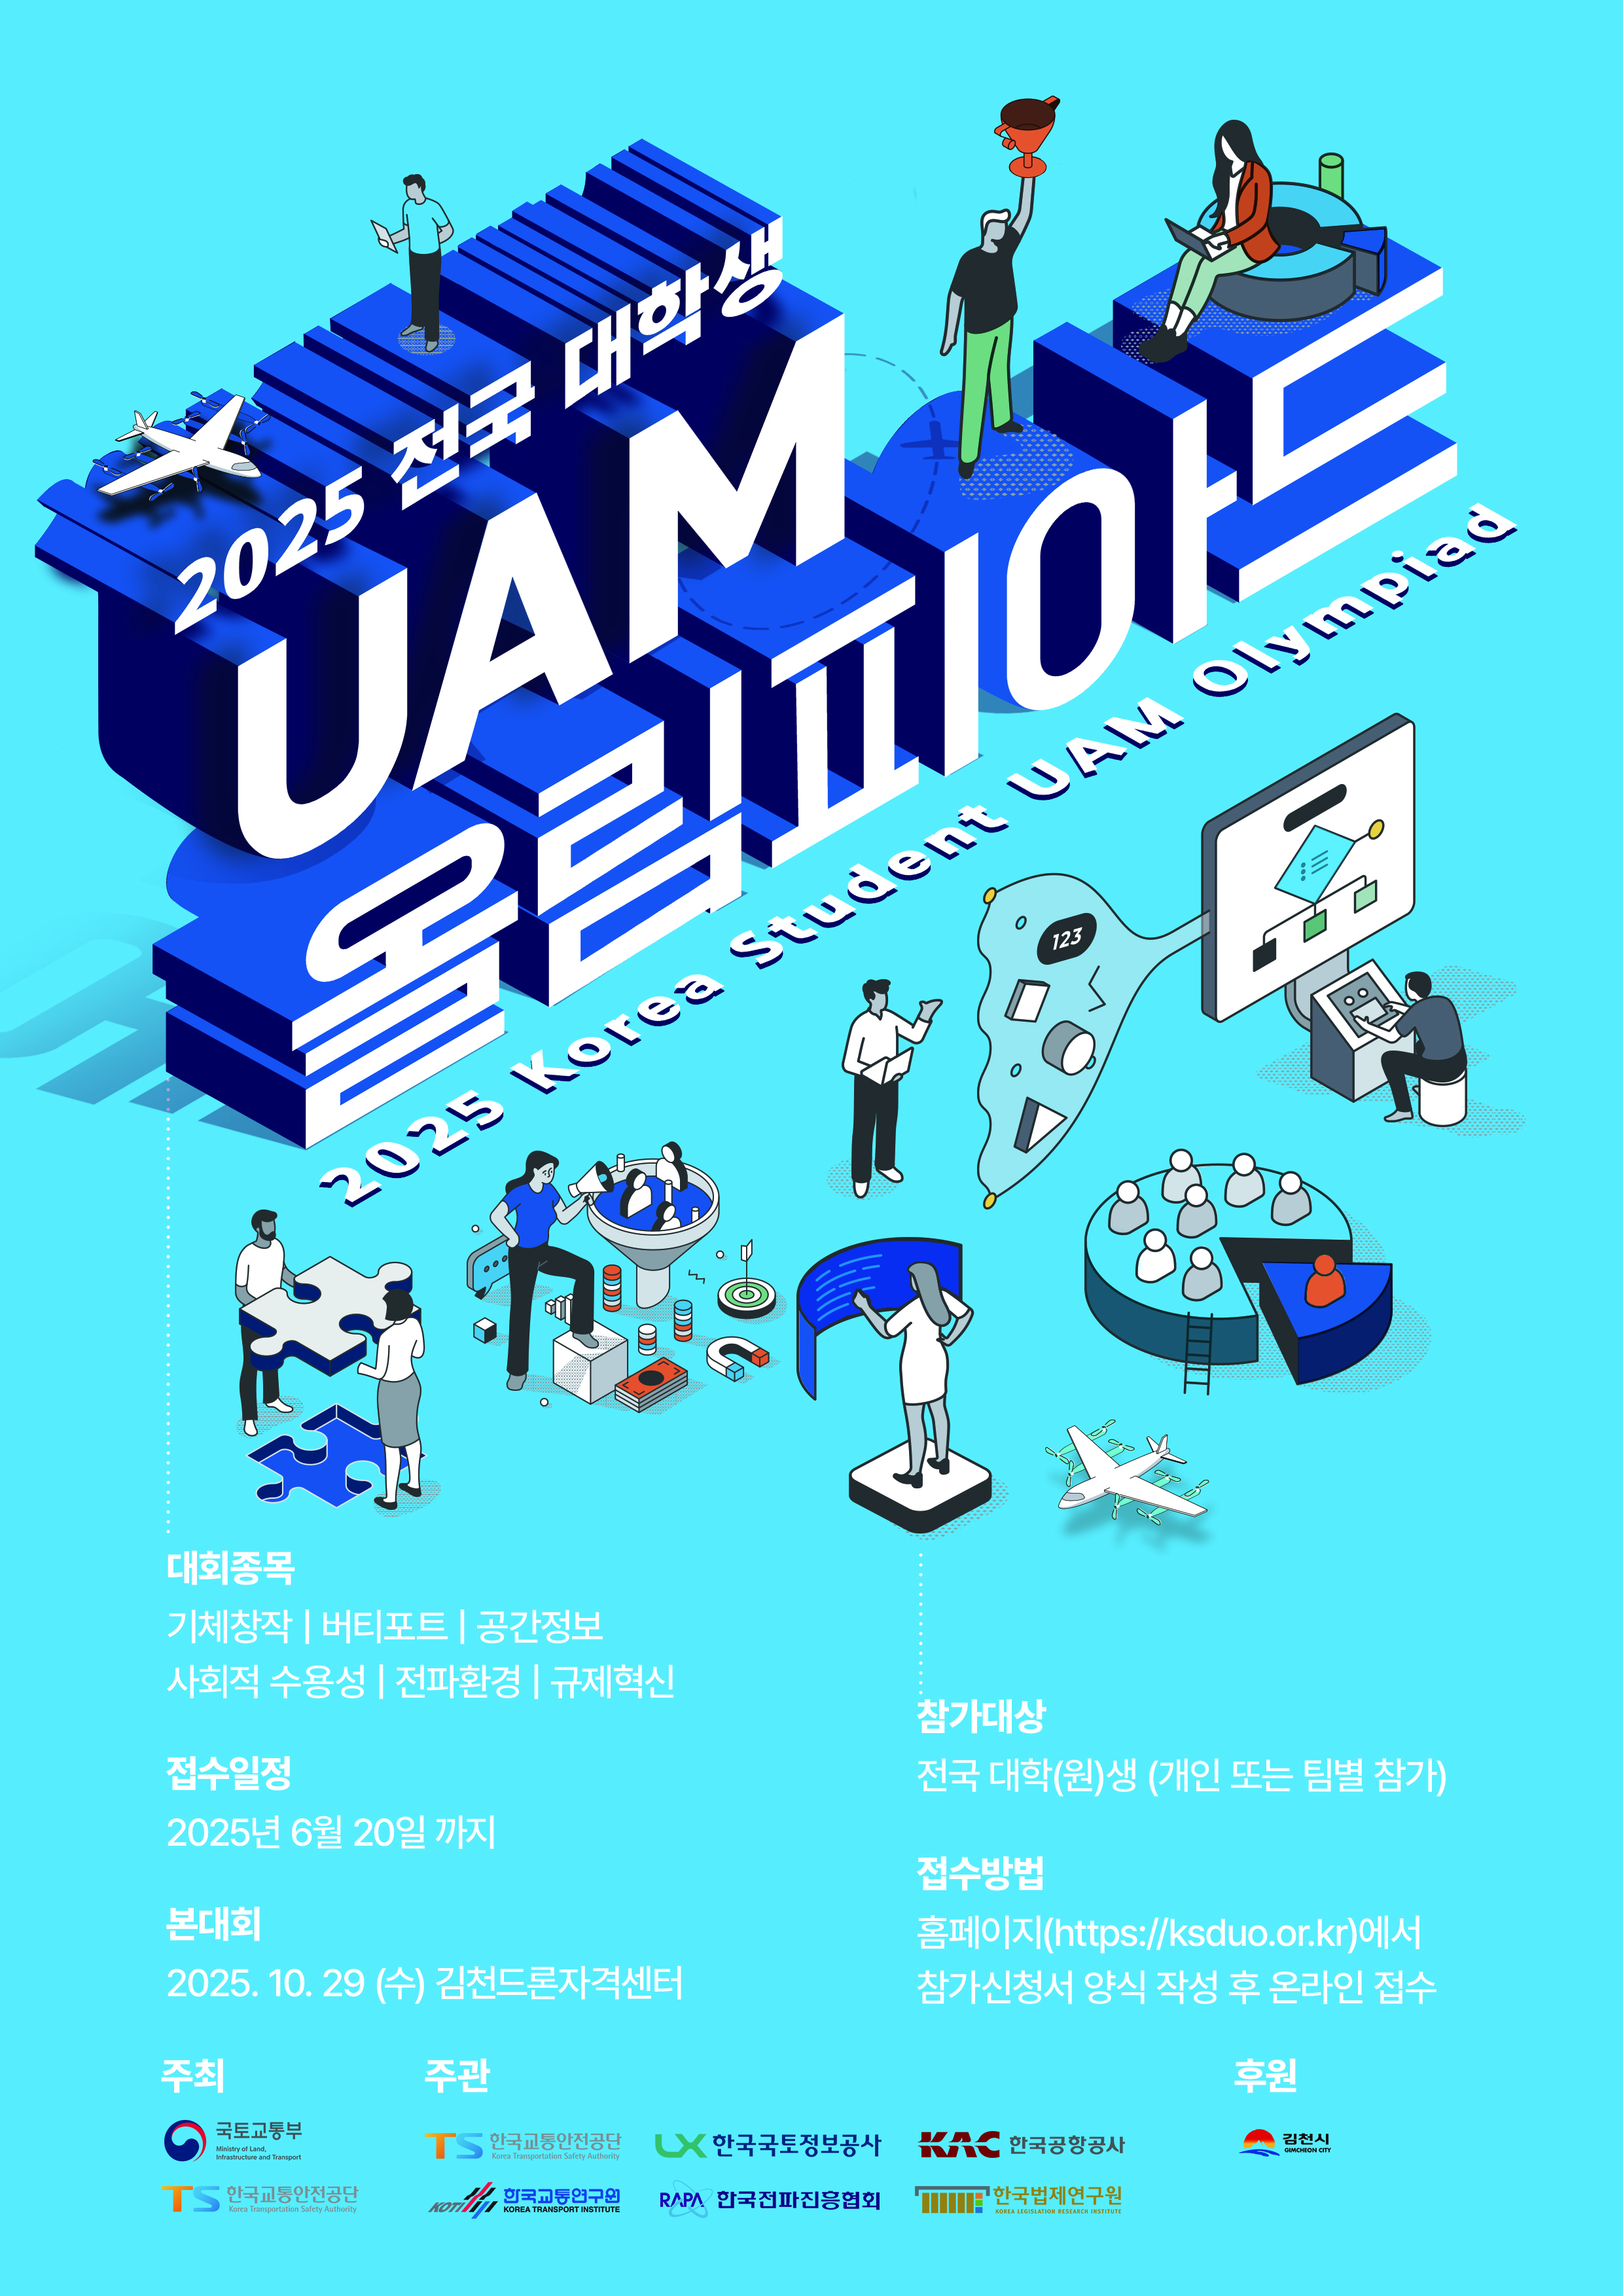 2025 전국 대학생
UAM
올림피아드
2025 Korea Student UAM Olympiad
123
대회종목
기체창작 | 버티포트 | 공간정보
사회적 수용성 | 전파환경 | 규제혁신
접수일정
2025년 6월 20일 까지
본대회
2025. 10. 29 (수) 김천드론자격센터
참가대상
전국 대학(원)생 (개인 또는 팀별 참가)
접수방법
홈페이지(https://ksduo.or.kr)에서
참가신청서 양식 작성 후 온라인 접수
주최
국토교통부
Ministry of Land,
Infrastructure and Transport
TS 한국교통안전공단
Korea Transportation Safety Authority
주관
TS 한국교통안전공단
Korea Transportation Safety Authority
LX 한국국토정보공사
KAC 한국공항공사
KOTI 한국교통연구원
KOREA TRANSPORT INSTITUTE
RAPA 한국전파진흥협회
한국법제연구원
KOREA LEGISLATION RESEARCH INSTITUTE
후원
김천시
GIMCHEON CITY